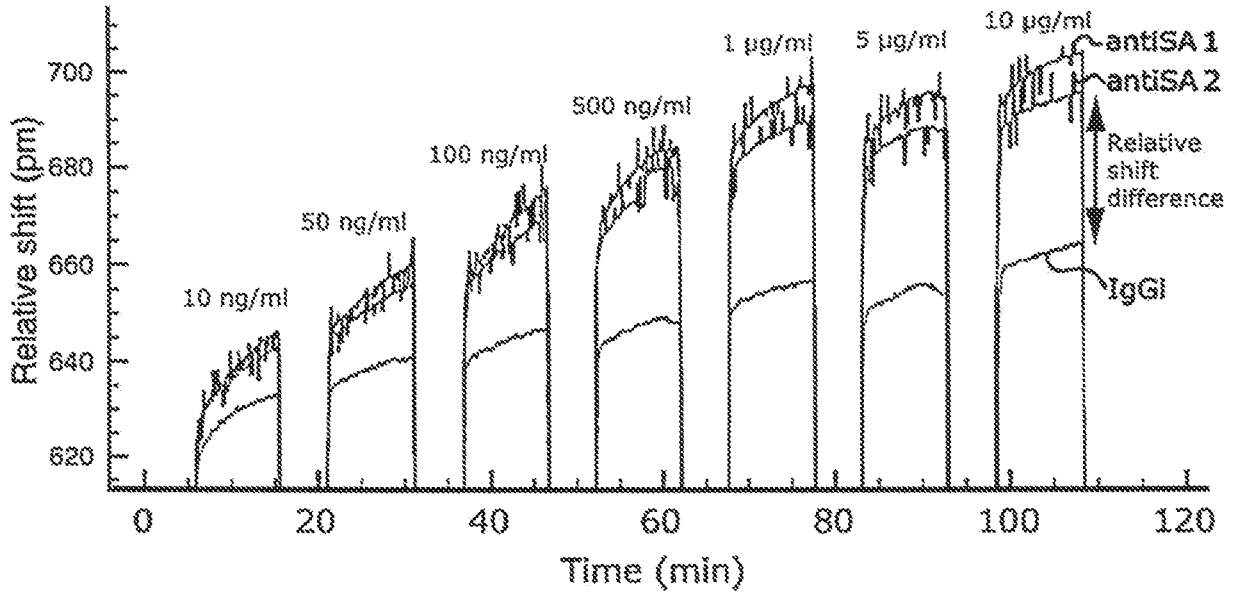 Relative shift (pm)
700
680
660
640
620
10 ng/ml
50 ng/ml
100 ng/ml
500 ng/ml
1 µg/ml
5 µg/ml
10 µg/ml
antiSA 1
antiSA 2
Relative
shift
difference
IgGi
0
20
40
60
80
100
120
Time (min)